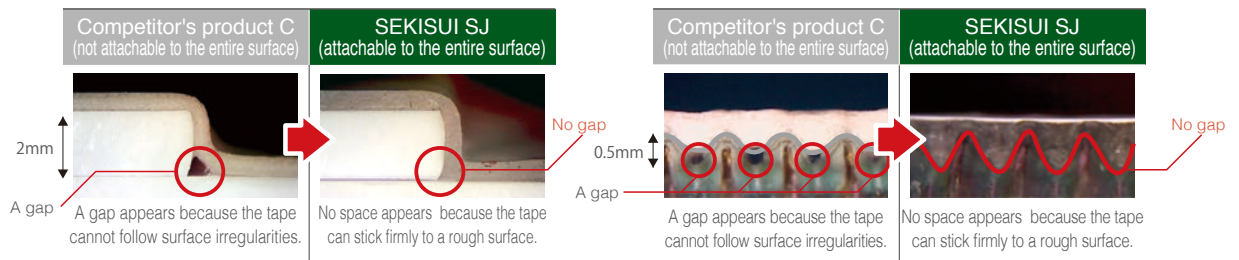 Competitor's product C
(not attachable to the entire surface)
SEKISUI SJ
(attachable to the entire surface)
2mm
No gap
A gap
A gap appears because the tape
cannot follow surface irregularities.
No space appears because the tape
can stick firmly to a rough surface.
Competitor's product C
(not attachable to the entire surface)
SEKISUI SJ
(attachable to the entire surface)
0.5mm
No gap
A gap
A gap appears because the tape
cannot follow surface irregularities.
No space appears because the tape
can stick firmly to a rough surface.